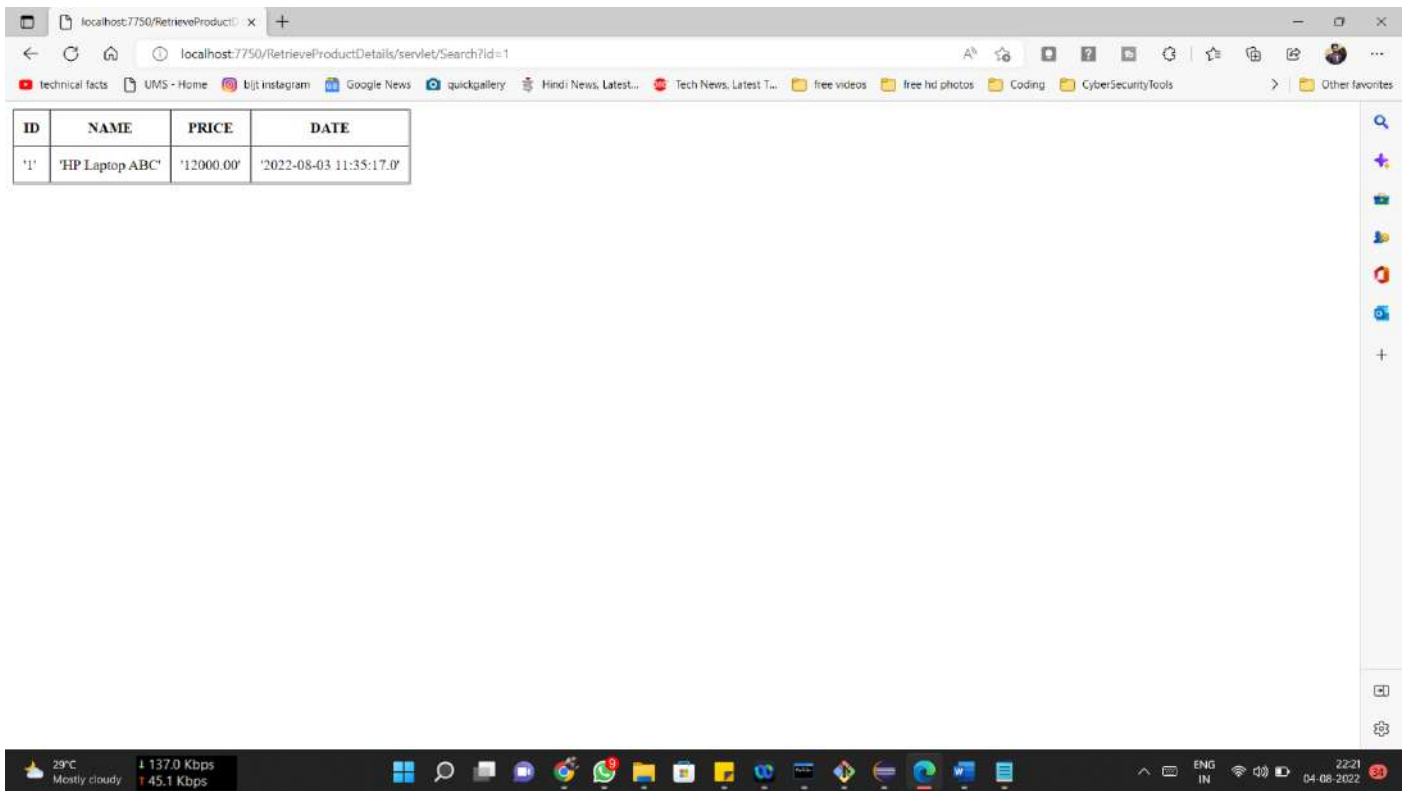 localhost:7750/RetrieveProductD
localhost:7750/RetrieveProductDetails/servlet/Search?id=1
technical facts UMS - Home bljt instagram Google News quickgallery Hindi News, Latest... Tech News, Latest T... free videos free hd photos Coding CyberSecurityTools Other favorites
ID NAME PRICE DATE
'1' 'HP Laptop ABC' '12000.00' '2022-08-03 11:35:17.0'
29°C
Mostly cloudy
↓ 137.0 Kbps
↑ 45.1 Kbps
9
ENG
IN
22:21
04-08-2022
34